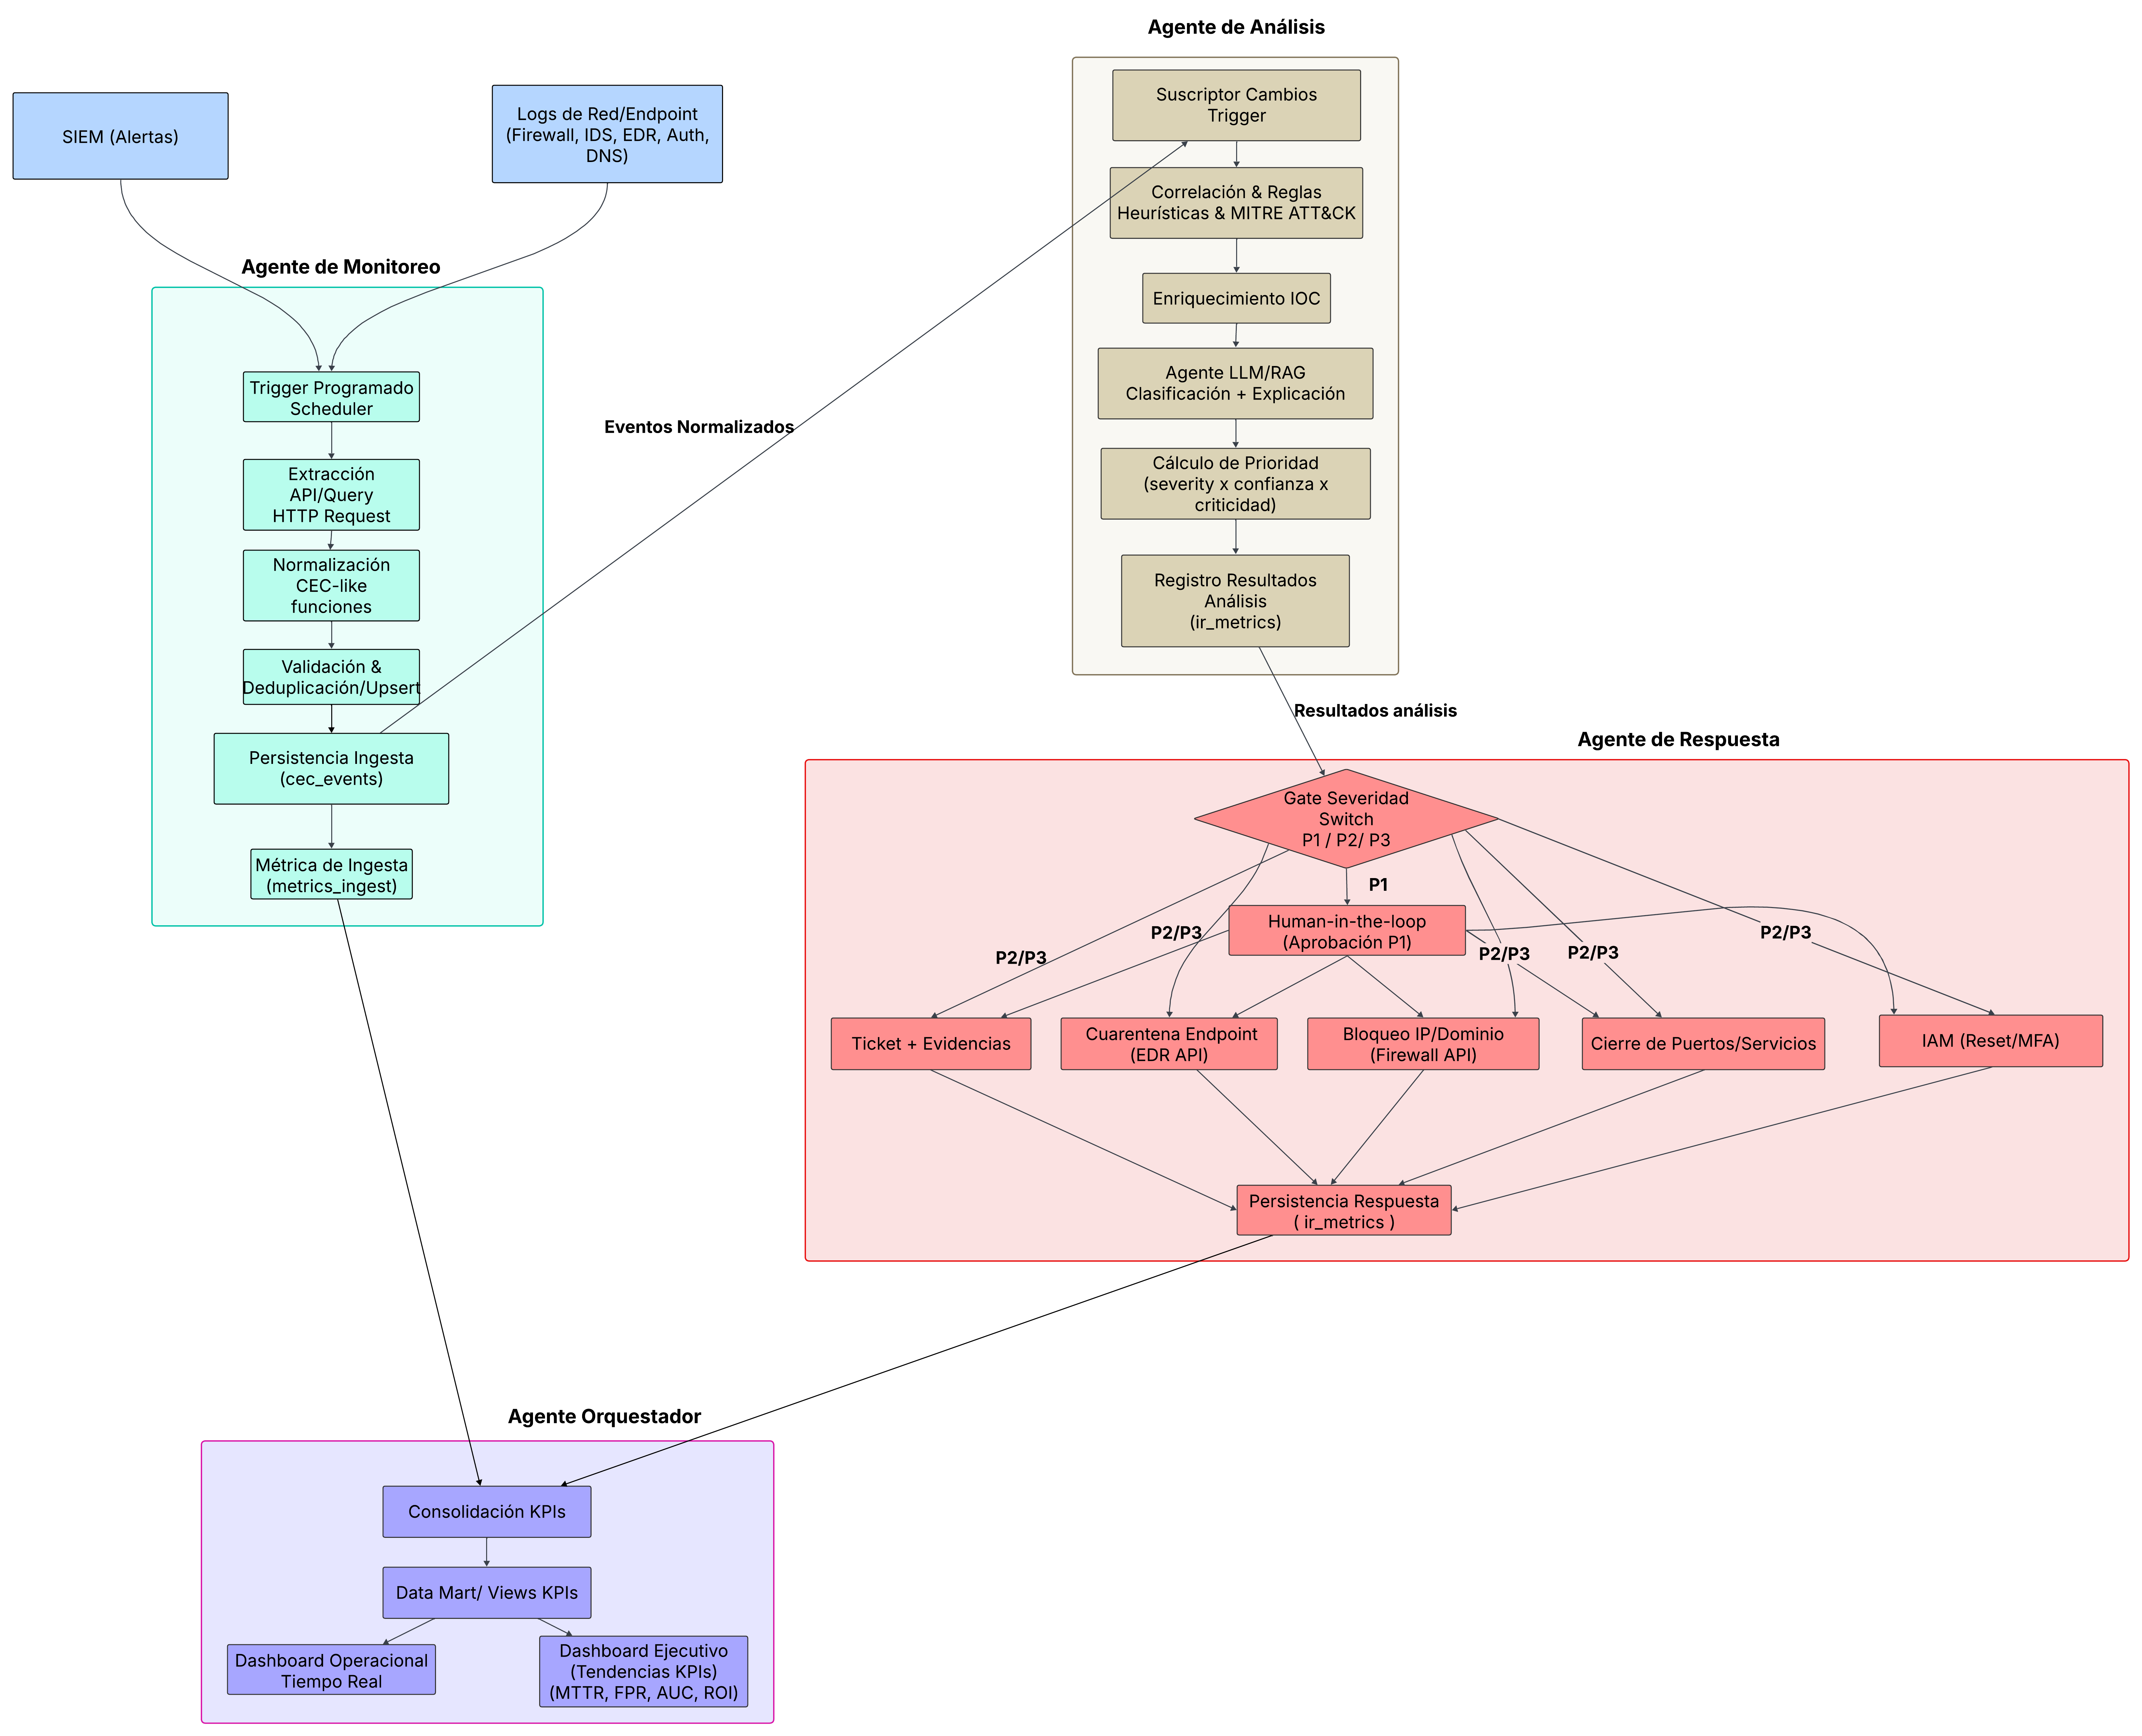 Agente de Análisis
SIEM (Alertas)
Logs de Red/Endpoint
(Firewall, IDS, EDR, Auth,
DNS)
Agente de Monitoreo
Trigger Programado
Scheduler
Extracción
API/Query
HTTP Request
Normalización
CEC-like
funciones
Validación &
Deduplicación/Upsert
Persistencia Ingesta
(cec_events)
Métrica de Ingesta
(metrics_ingest)
Eventos Normalizados
Suscriptor Cambios
Trigger
Correlación & Reglas
Heurísticas & MITRE ATT&CK
Enriquecimiento IOC
Agente LLM/RAG
Clasificación + Explicación
Cálculo de Prioridad
(severity x confianza x
criticidad)
Registro Resultados
Análisis
(ir_metrics)
Resultados análisis
Agente de Respuesta
Gate Severidad
Switch
P1 / P2/ P3
P1
Human-in-the-loop
(Aprobación P1)
P2/P3
P2/P3
P2/P3
P2/P3
P2/P3
Ticket + Evidencias
Cuarentena Endpoint
(EDR API)
Bloqueo IP/Dominio
(Firewall API)
Cierre de Puertos/Servicios
IAM (Reset/MFA)
Persistencia Respuesta
( ir_metrics )
Agente Orquestador
Consolidación KPIs
Data Mart/ Views KPIs
Dashboard Operacional
Tiempo Real
Dashboard Ejecutivo
(Tendencias KPIs)
(MTTR, FPR, AUC, ROI)